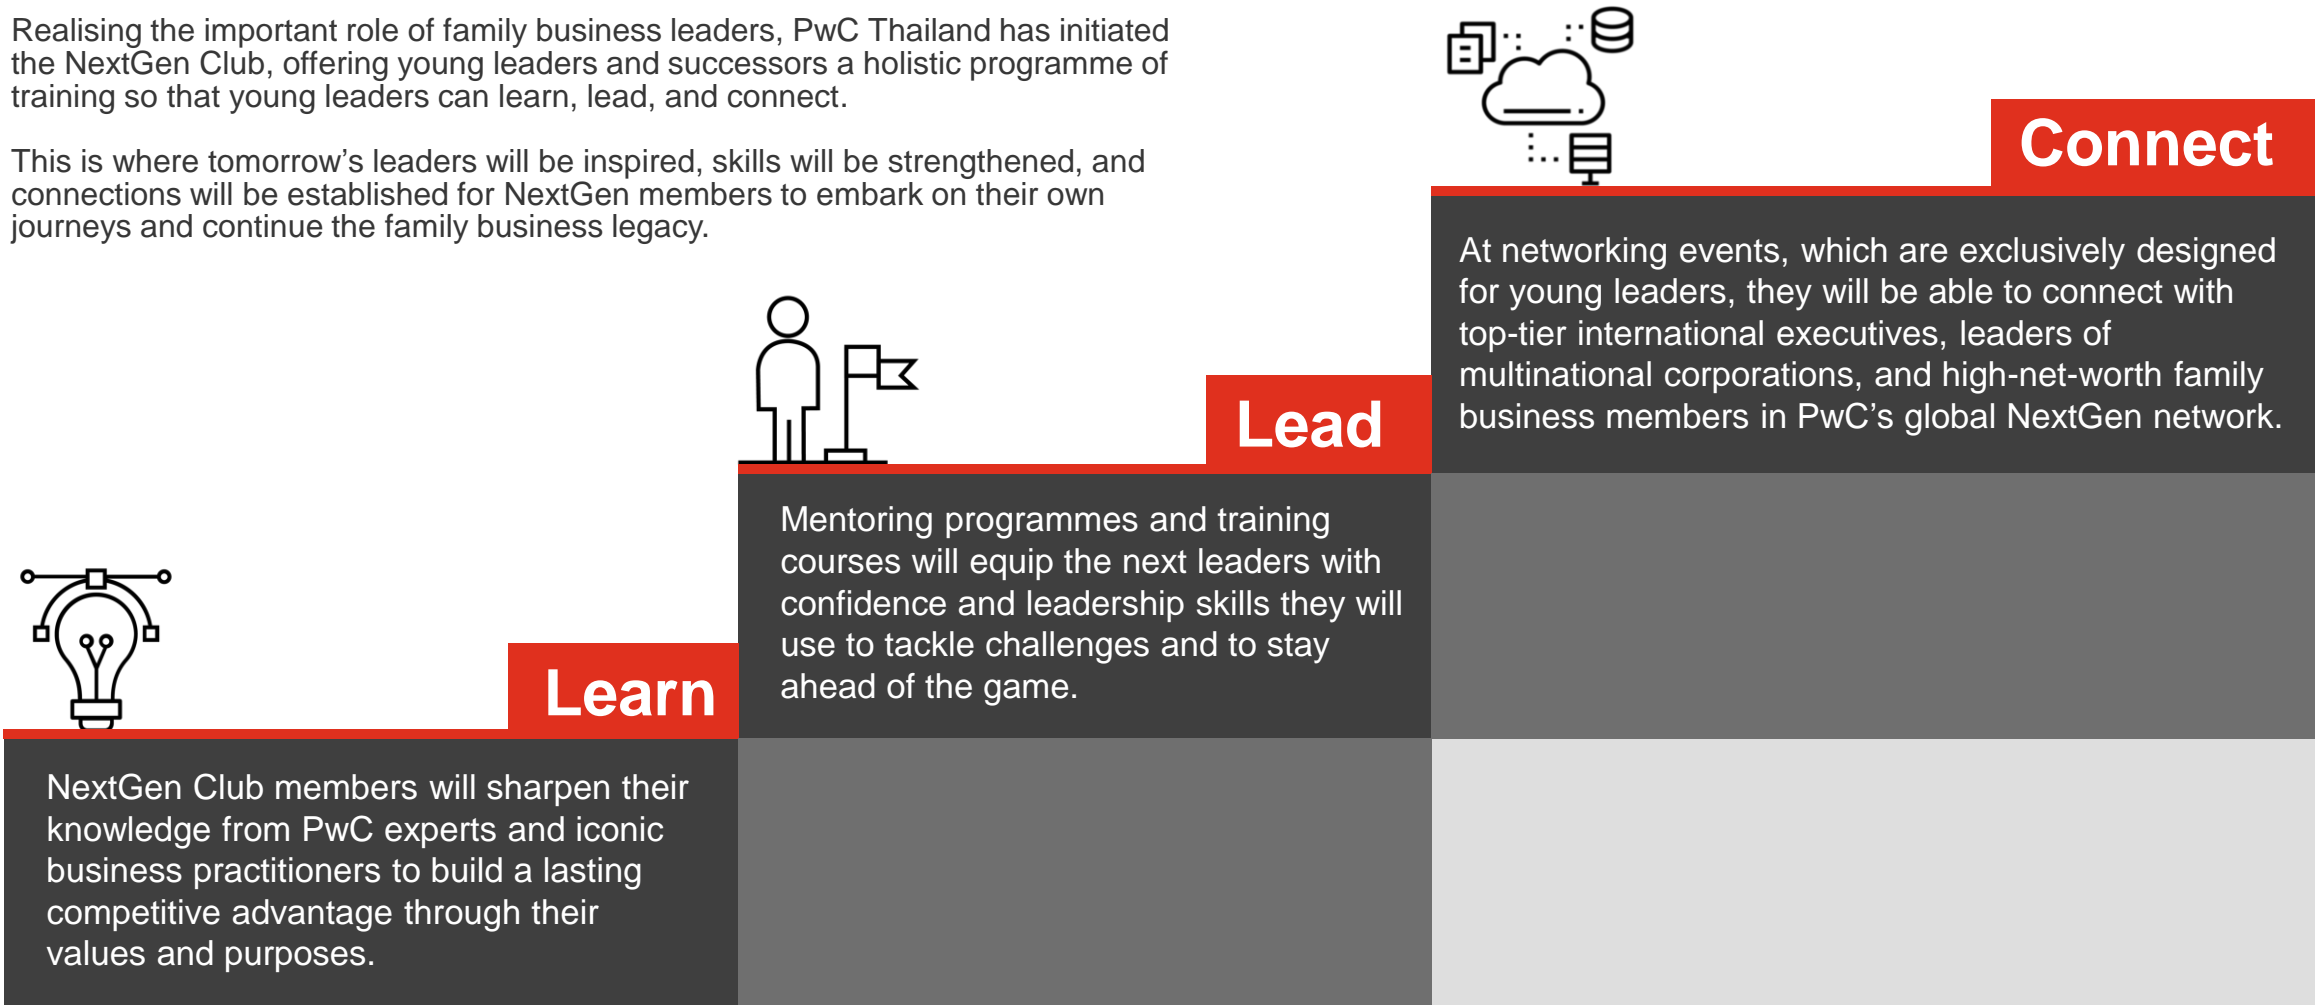 Realising the important role of family business leaders, PwC Thailand has initiated
the NextGen Club, offering young leaders and successors a holistic programme of
training so that young leaders can learn, lead, and connect.
This is where tomorrow’s leaders will be inspired, skills will be strengthened, and
connections will be established for NextGen members to embark on their own
journeys and continue the family business legacy.
Learn
NextGen Club members will sharpen their
knowledge from PwC experts and iconic
business practitioners to build a lasting
competitive advantage through their
values and purposes.
Lead
Mentoring programmes and training
courses will equip the next leaders with
confidence and leadership skills they will
use to tackle challenges and to stay
ahead of the game.
Connect
At networking events, which are exclusively designed
for young leaders, they will be able to connect with
top-tier international executives, leaders of
multinational corporations, and high-net-worth family
business members in PwC’s global NextGen network.